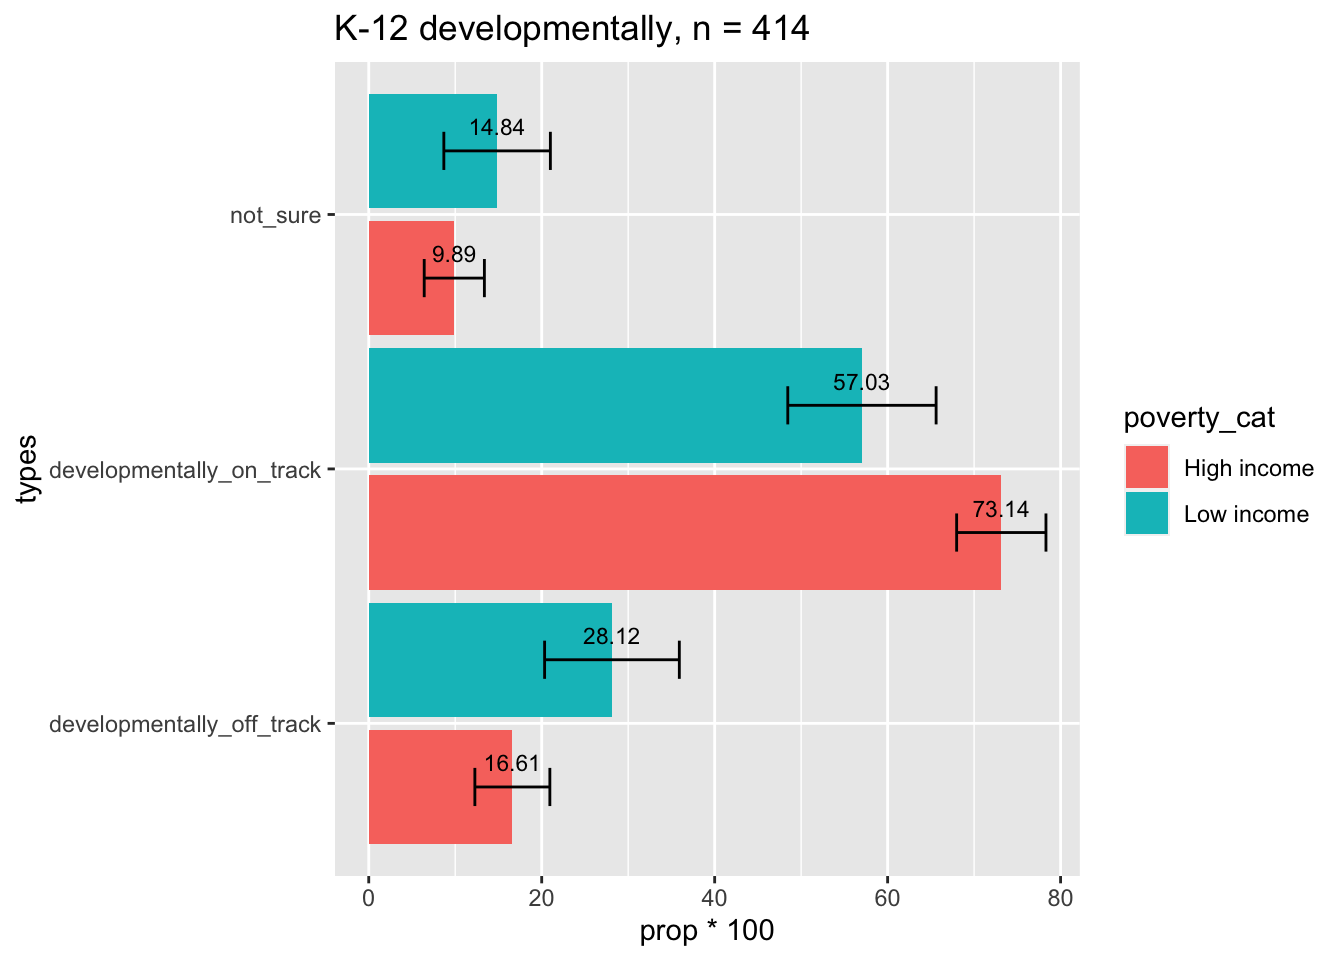 K-12 developmentally, n = 414
14.84
not_sure
9.89
57.03
developmentally_on_track
73.14
28.12
developmentally_off_track
16.61
types
0 20 40 60 80
prop * 100
poverty_cat
High income
Low income